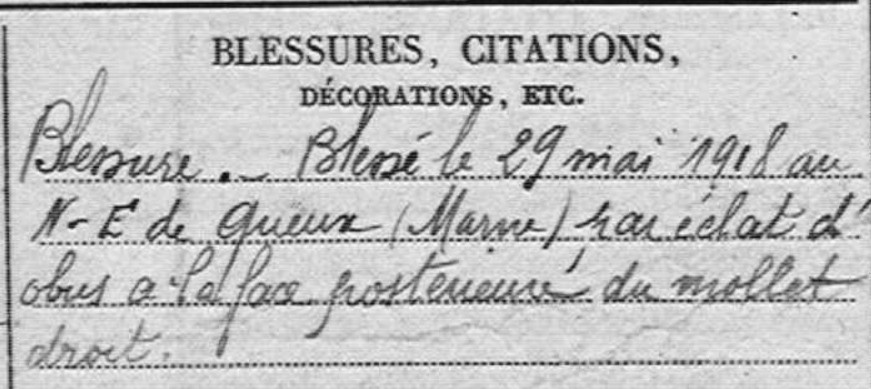 BLESSURES, CITATIONS,
DÉCORATIONS, ETC.
Blessure. – Blessé le 29 mai 1918 au
N-E de Gueux (Marne) par éclat d'
obus a la face postérieure du mollet
droit.